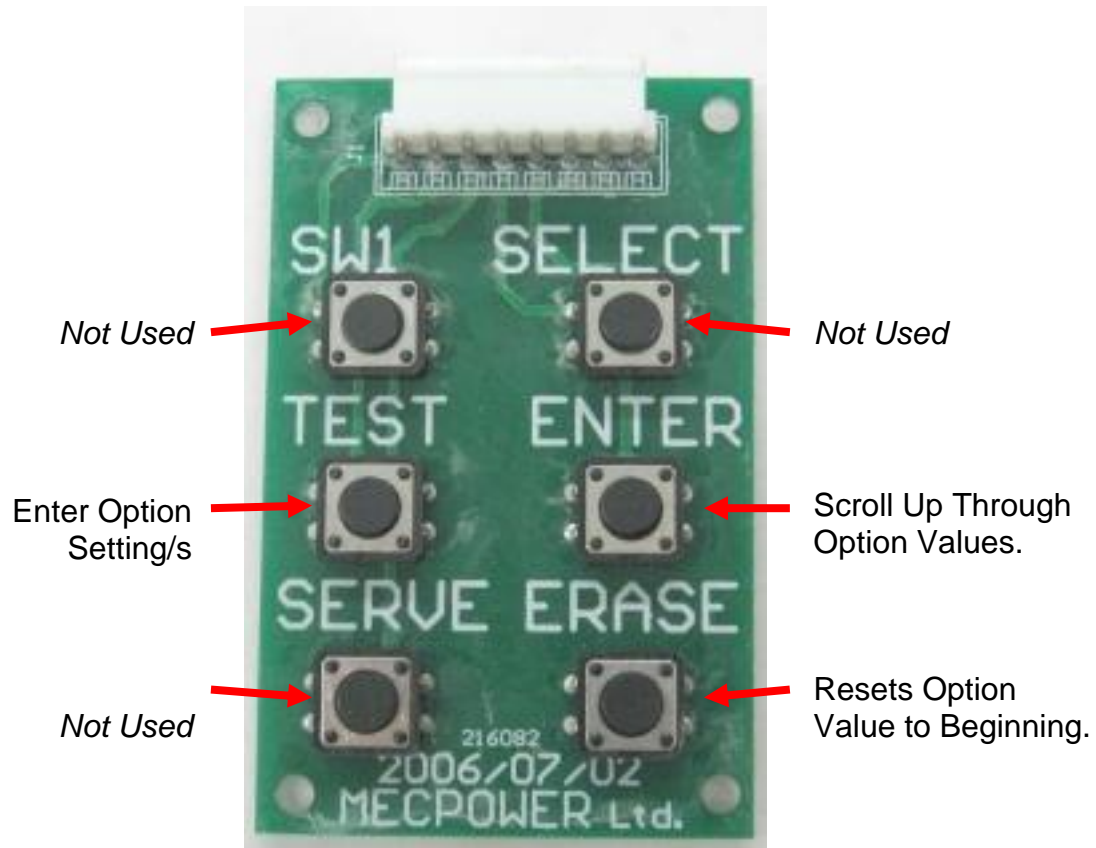 SW1 SELECT
Not Used
Not Used
TEST ENTER
Enter Option
Setting/s
Scroll Up Through
Option Values.
SERVE ERASE
Not Used
Resets Option
Value to Beginning.
216082
2006/07/02
MECPOWER Ltd.